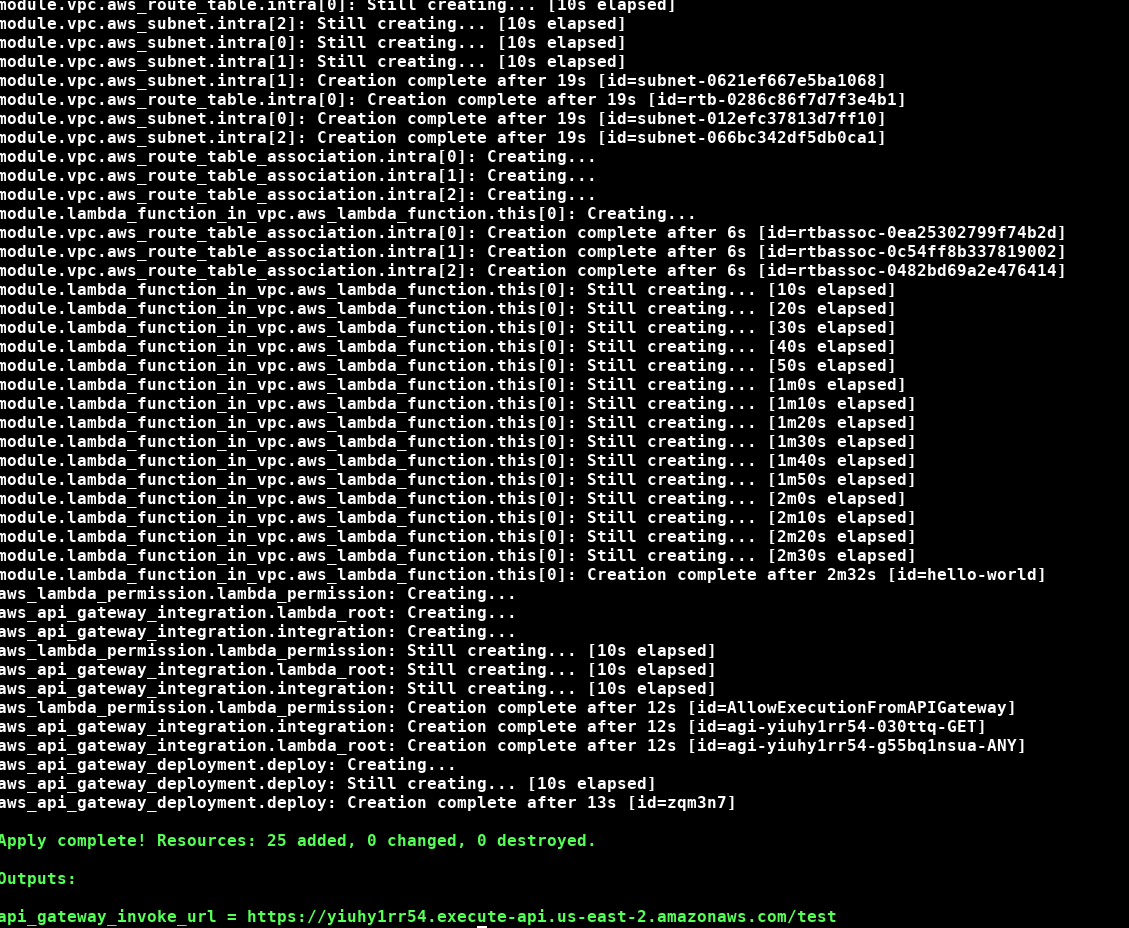 module.vpc.aws_route_table.intra[0]: Still creating... [10s elapsed]
module.vpc.aws_subnet.intra[2]: Still creating... [10s elapsed]
module.vpc.aws_subnet.intra[0]: Still creating... [10s elapsed]
module.vpc.aws_subnet.intra[1]: Still creating... [10s elapsed]
module.vpc.aws_subnet.intra[1]: Creation complete after 19s [id=subnet-0621ef667e5ba1068]
module.vpc.aws_route_table.intra[0]: Creation complete after 19s [id=rtb-0286c86f7d7f3e4b1]
module.vpc.aws_subnet.intra[0]: Creation complete after 19s [id=subnet-012efc37813d7ff10]
module.vpc.aws_subnet.intra[2]: Creation complete after 19s [id=subnet-066bc342df5db0ca1]
module.vpc.aws_route_table_association.intra[0]: Creating...
module.vpc.aws_route_table_association.intra[1]: Creating...
module.vpc.aws_route_table_association.intra[2]: Creating...
module.lambda_function_in_vpc.aws_lambda_function.this[0]: Creating...
module.vpc.aws_route_table_association.intra[0]: Creation complete after 6s [id=rtbassoc-0ea25302799f74b2d]
module.vpc.aws_route_table_association.intra[1]: Creation complete after 6s [id=rtbassoc-0c54ff8b337819002]
module.vpc.aws_route_table_association.intra[2]: Creation complete after 6s [id=rtbassoc-0482bd69a2e476414]
module.lambda_function_in_vpc.aws_lambda_function.this[0]: Still creating... [10s elapsed]
module.lambda_function_in_vpc.aws_lambda_function.this[0]: Still creating... [20s elapsed]
module.lambda_function_in_vpc.aws_lambda_function.this[0]: Still creating... [30s elapsed]
module.lambda_function_in_vpc.aws_lambda_function.this[0]: Still creating... [40s elapsed]
module.lambda_function_in_vpc.aws_lambda_function.this[0]: Still creating... [50s elapsed]
module.lambda_function_in_vpc.aws_lambda_function.this[0]: Still creating... [1m0s elapsed]
module.lambda_function_in_vpc.aws_lambda_function.this[0]: Still creating... [1m10s elapsed]
module.lambda_function_in_vpc.aws_lambda_function.this[0]: Still creating... [1m20s elapsed]
module.lambda_function_in_vpc.aws_lambda_function.this[0]: Still creating... [1m30s elapsed]
module.lambda_function_in_vpc.aws_lambda_function.this[0]: Still creating... [1m40s elapsed]
module.lambda_function_in_vpc.aws_lambda_function.this[0]: Still creating... [1m50s elapsed]
module.lambda_function_in_vpc.aws_lambda_function.this[0]: Still creating... [2m0s elapsed]
module.lambda_function_in_vpc.aws_lambda_function.this[0]: Still creating... [2m10s elapsed]
module.lambda_function_in_vpc.aws_lambda_function.this[0]: Still creating... [2m20s elapsed]
module.lambda_function_in_vpc.aws_lambda_function.this[0]: Still creating... [2m30s elapsed]
module.lambda_function_in_vpc.aws_lambda_function.this[0]: Creation complete after 2m32s [id=hello-world]
aws_lambda_permission.lambda_permission: Creating...
aws_api_gateway_integration.lambda_root: Creating...
aws_api_gateway_integration.integration: Creating...
aws_lambda_permission.lambda_permission: Still creating... [10s elapsed]
aws_api_gateway_integration.lambda_root: Still creating... [10s elapsed]
aws_api_gateway_integration.integration: Still creating... [10s elapsed]
aws_lambda_permission.lambda_permission: Creation complete after 12s [id=AllowExecutionFromAPIGateway]
aws_api_gateway_integration.integration: Creation complete after 12s [id=agi-yiuhy1rr54-030ttq-GET]
aws_api_gateway_integration.lambda_root: Creation complete after 12s [id=agi-yiuhy1rr54-g55bq1nsua-ANY]
aws_api_gateway_deployment.deploy: Creating...
aws_api_gateway_deployment.deploy: Still creating... [10s elapsed]
aws_api_gateway_deployment.deploy: Creation complete after 13s [id=zqm3n7]
Apply complete! Resources: 25 added, 0 changed, 0 destroyed.
Outputs:
api_gateway_invoke_url = https://yiuhy1rr54.execute-api.us-east-2.amazonaws.com/test